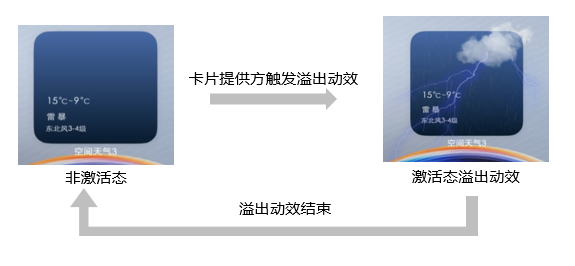 15℃~9℃
雷暴
东北风3-4级
空间天气3
非激活态
卡片提供方触发溢出动效
15℃~9℃
雷暴
东北风3-4级
空间天气3
激活态溢出动效
溢出动效结束